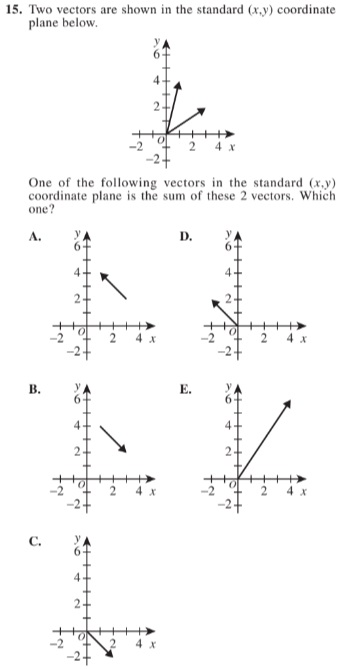 15. Two vectors are shown in the standard (x,y) coordinate
plane below.
y
6
4
2
-2 O 2 4 x
-2
One of the following vectors in the standard (x,y)
coordinate plane is the sum of these 2 vectors. Which
one?
A. y
6
4
2
-2 O 2 4 x
-2
D. y
6
4
2
-2 O 2 4 x
-2
B. y
6
4
2
-2 O 2 4 x
-2
E. y
6
4
2
-2 O 2 4 x
-2
C. y
6
4
2
-2 O 2 4 x
-2